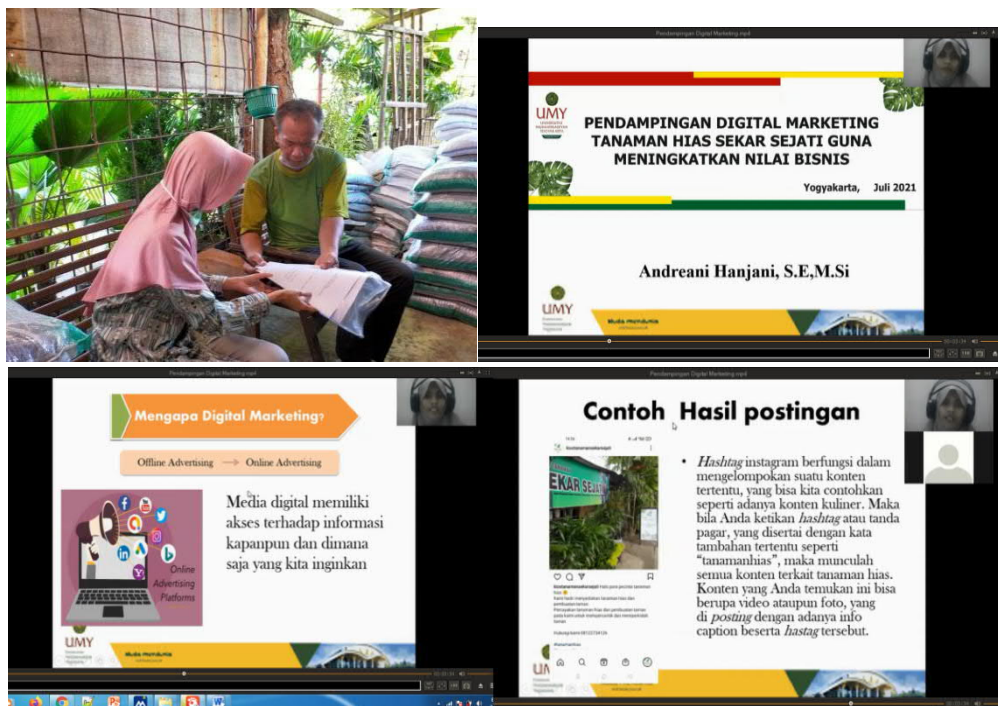 Pendampingan Digital Marketing.mp4
UMY
UNIVERSITAS
MUHAMMADIYAH
YOGYAKARTA
PENDAMPINGAN DIGITAL MARKETING
TANAMAN HIAS SEKAR SEJATI GUNA
MENINGKATKAN NILAI BISNIS
Yogyakarta, Juli 2021
Andreani Hanjani, S.E,M.Si
UMY
Muda mendunia
Pendampingan Digital Marketing.mp4
Mengapa Digital Marketing?
Offline Advertising → Online Advertising
Media digital memiliki
akses terhadap informasi
kapanpun dan dimana
saja yang kita inginkan
Online
Advertising
Platforms
UMY
Muda mendunia
Pendampingan Digital Marketing.mp4
Contoh Hasil postingan
EKAR SEJATI
• Hashtag instagram berfungsi dalam
mengelompokan suatu konten
tertentu, yang bisa kita contohkan
seperti adanya konten kuliner. Maka
bila Anda ketikan hashtag atau tanda
pagar, yang disertai dengan kata
tambahan tertentu seperti
“tanamanhias”, maka munculah
semua konten terkait tanaman hias.
Konten yang Anda temukan ini bisa
berupa video ataupun foto, yang
di posting dengan adanya info
caption beserta hastag tersebut.
Muda mendunia